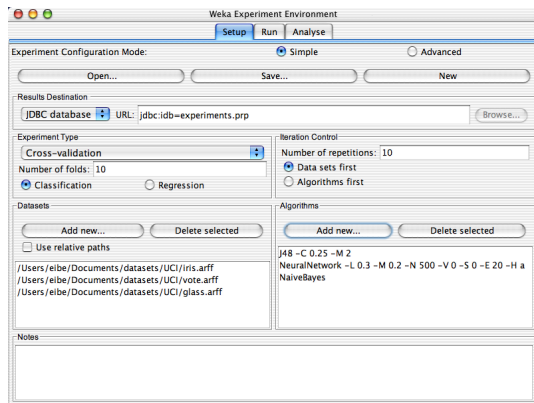 Weka Experiment Environment
Setup Run Analyse
Experiment Configuration Mode: Simple Advanced
Open... Save... New
Results Destination
JDBC database URL: jdbc:idb=experiments.prp Browse...
Experiment Type
Cross-validation
Number of folds: 10
Classification Regression
Iteration Control
Number of repetitions: 10
Data sets first
Algorithms first
Datasets
Add new... Delete selected
Use relative paths
/Users/eibe/Documents/datasets/UCI/iris.arff
/Users/eibe/Documents/datasets/UCI/vote.arff
/Users/eibe/Documents/datasets/UCI/glass.arff
Algorithms
Add new... Delete selected
J48 -C 0.25 -M 2
NeuralNetwork -L 0.3 -M 0.2 -N 500 -V 0 -S 0 -E 20 -H a
NaiveBayes
Notes